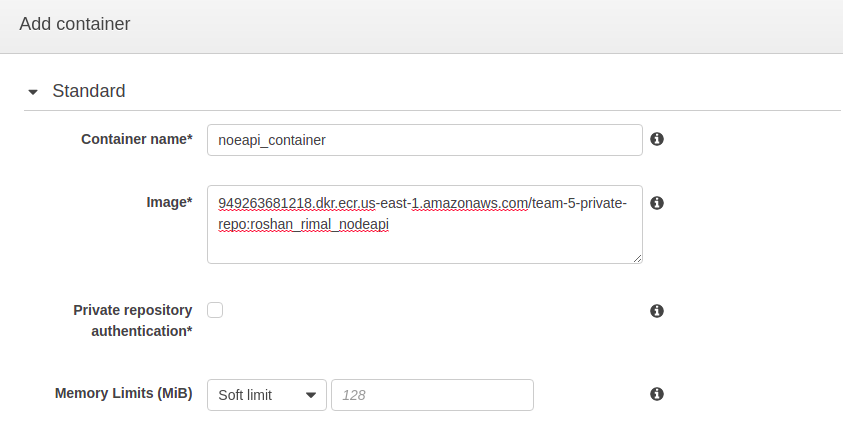 Add container
Standard
Container name*
noeapi_container
Image*
949263681218.dkr.ecr.us-east-1.amazonaws.com/team-5-private-
repo:roshan_rimal_nodeapi
Private repository
authentication*
Memory Limits (MiB)
Soft limit
128